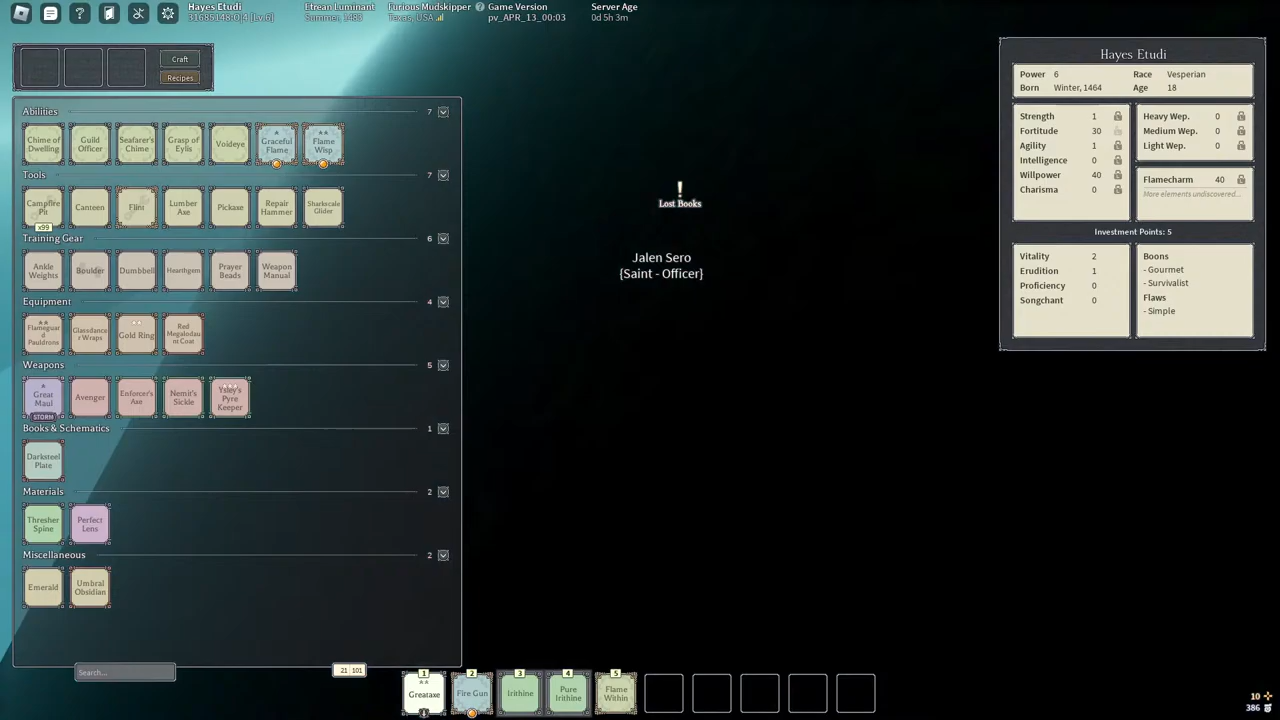 Hayes Etudi
31685148:O[4] [Lv.6]
Etrean Luminant
Summer, 1480
Furious Mudskipper
Texas, USA
Game Version
pv_APR_13_00:03
Server Age
0d 5h 3m
Craft
Recipes
Abilities 7
Chime of Dwelling
Guild Officer
Seafarer's Chime
Grasp of Eylis
Voideye
Graceful Flame
Flame Wisp
Tools 7
Campfire Pit
x99
Canteen
Flint
Lumber Axe
Pickaxe
Repair Hammer
Sharkscale Glider
Training Gear 6
Ankle Weights
Boulder
Dumbbell
Hearthgem
Prayer Beads
Weapon Manual
Equipment 4
Flameguard Pauldrons
Glassdancer Wraps
Gold Ring
Red Megalodaunt Coat
Weapons 5
Great Maul
STORM
Avenger
Enforcer's Axe
Nemit's Sickle
Ysley's Pyre Keeper
Books & Schematics 1
Darksteel Plate
Materials 2
Thresher Spine
Perfect Lens
Miscellaneous 2
Emerald
Umbral Obsidian
Search...
21 101
!
Lost Books
Jalen Sero
{Saint - Officer}
Hayes Etudi
Power 6 Race Vesperian
Born Winter, 1464 Age 18
Strength 1
Fortitude 30
Agility 1
Intelligence 0
Willpower 40
Charisma 0
Heavy Wep. 0
Medium Wep. 0
Light Wep. 0
Flamecharm 40
More elements undiscovered...
Investment Points: 5
Vitality 2
Erudition 1
Proficiency 0
Songchant 0
Boons
- Gourmet
- Survivalist
Flaws
- Simple
1
Greataxe
2
Fire Gun
3
Irithine
4
Pure Irithine
5
Flame Within
10
386